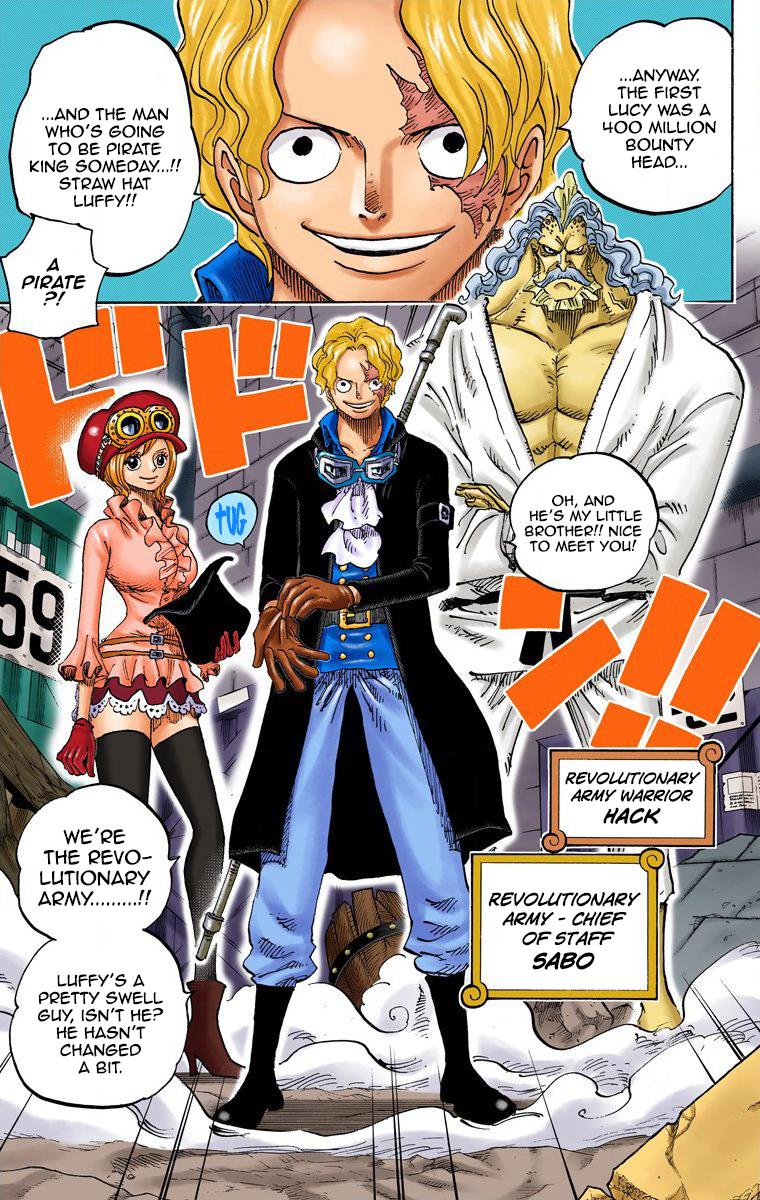 ...ANYWAY.
THE FIRST
LUCY WAS A
400 MILLION
BOUNTY
HEAD...
...AND THE MAN
WHO'S GOING
TO BE PIRATE
KING SOMEDAY...!!
STRAW HAT
LUFFY!!
A
PIRATE
?!
ドドンッ!!
TUG
OH, AND
HE'S MY LITTLE
BROTHER!! NICE
TO MEET YOU!
59
REVOLUTIONARY
ARMY WARRIOR
HACK
REVOLUTIONARY
ARMY - CHIEF
OF STAFF
SABO
WE'RE
THE REVO-
LUTIONARY
ARMY.........!!
LUFFY'S A
PRETTY SWELL
GUY, ISN'T HE?
HE HASN'T
CHANGED
A BIT.